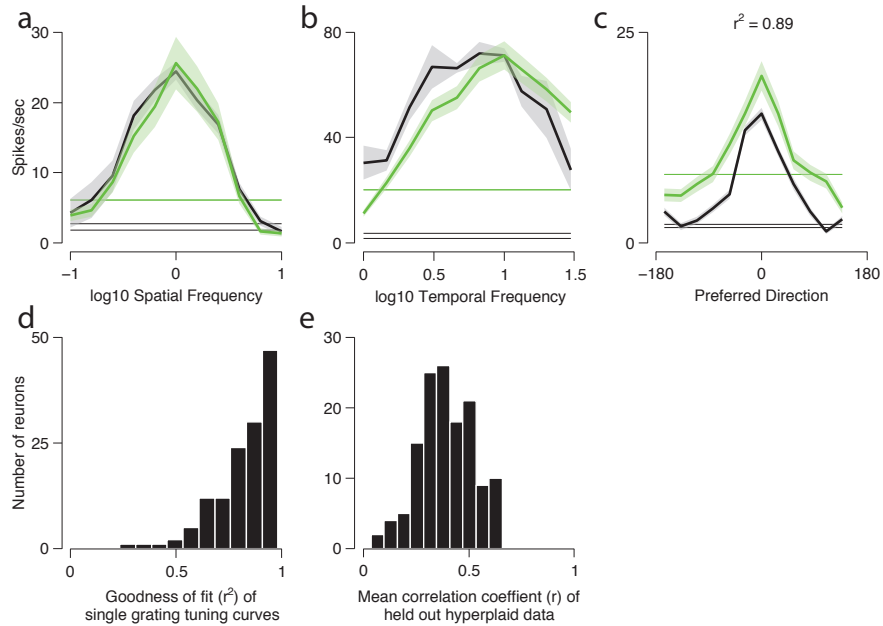 a
b
c
r² = 0.89
30
20
10
0
Spikes/sec
-1
0
1
log10 Spatial Frequency
80
40
0
0
0.5
1.0
1.5
log10 Temporal Frequency
25
0
-180
0
180
Preferred Direction
d
e
50
25
0
Number of reurons
0
0.5
1
Goodness of fit (r²) of
single grating tuning curves
30
20
10
0
0
0.5
1
Mean correlation coeffient (r) of
held out hyperplaid data